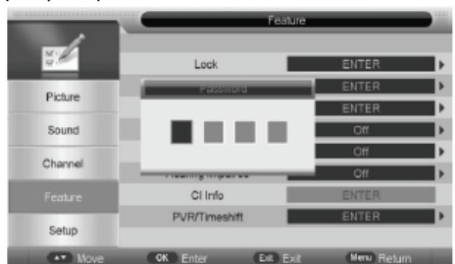 Feature
Lock ENTER
Password ENTER
Picture
ENTER
Sound Off
Off
Channel
Off
Feature CI Info ENTER
PVR/Timeshift ENTER
Setup
Move OK Enter Exit Exit Menu Return